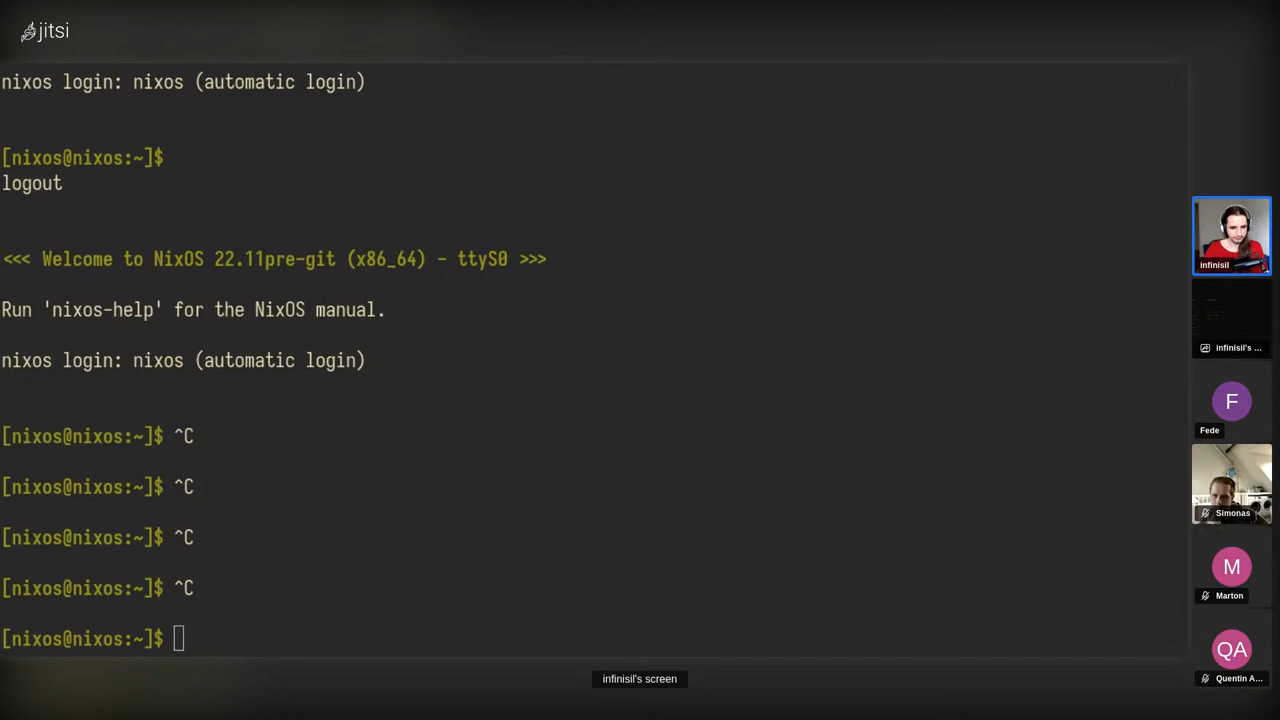 jitsi
nixos login: nixos (automatic login)
[nixos@nixos:~]$
logout
<<< Welcome to NixOS 22.11pre-git (x86_64) - ttyS0 >>>
Run 'nixos-help' for the NixOS manual.
nixos login: nixos (automatic login)
[nixos@nixos:~]$ ^C
[nixos@nixos:~]$ ^C
[nixos@nixos:~]$ ^C
[nixos@nixos:~]$ ^C
[nixos@nixos:~]$
infinisil
infinisil's ...
F
Fede
Simonas
M
Marton
QA
Quentin A...
infinisil's screen